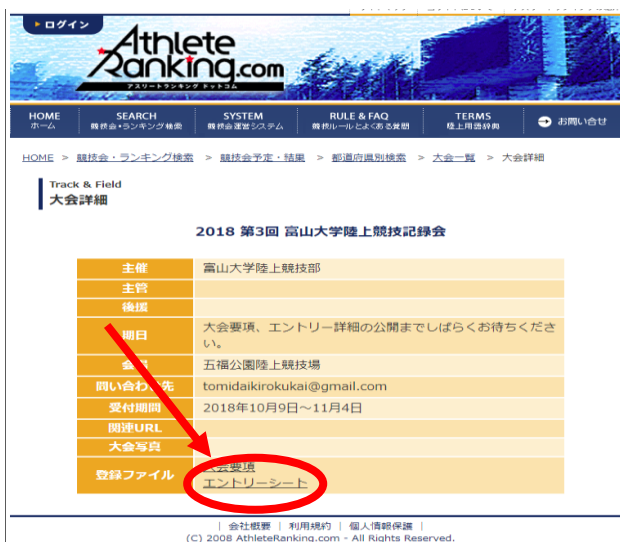 ログイン
Athlete
Ranking.com
アスリートランキング ドットコム
HOME SEARCH SYSTEM RULE & FAQ TERMS
ホーム 競技会・ランキング検索 競技会運営システム 競技ルールとよくある質問 陸上用語辞典 お問い合せ
HOME > 競技会・ランキング検索 > 競技会予定・結果 > 都道府県別検索 > 大会一覧 > 大会詳細
Track & Field
大会詳細
2018 第3回 富山大学陸上競技記録会
主催 富山大学陸上競技部
主管
後援
期日 大会要項、エントリー詳細の公開までしばらくお待ちください。
い。
五福公園陸上競技場
問い合わせ先 tomidaikirokukai@gmail.com
受付期間 2018年10月9日～11月4日
関連URL
大会写真
登録ファイル 大会要項
エントリーシート
| 会社概要 | 利用規約 | 個人情報保護 |
(C) 2008 AthleteRanking.com - All Rights Reserved.